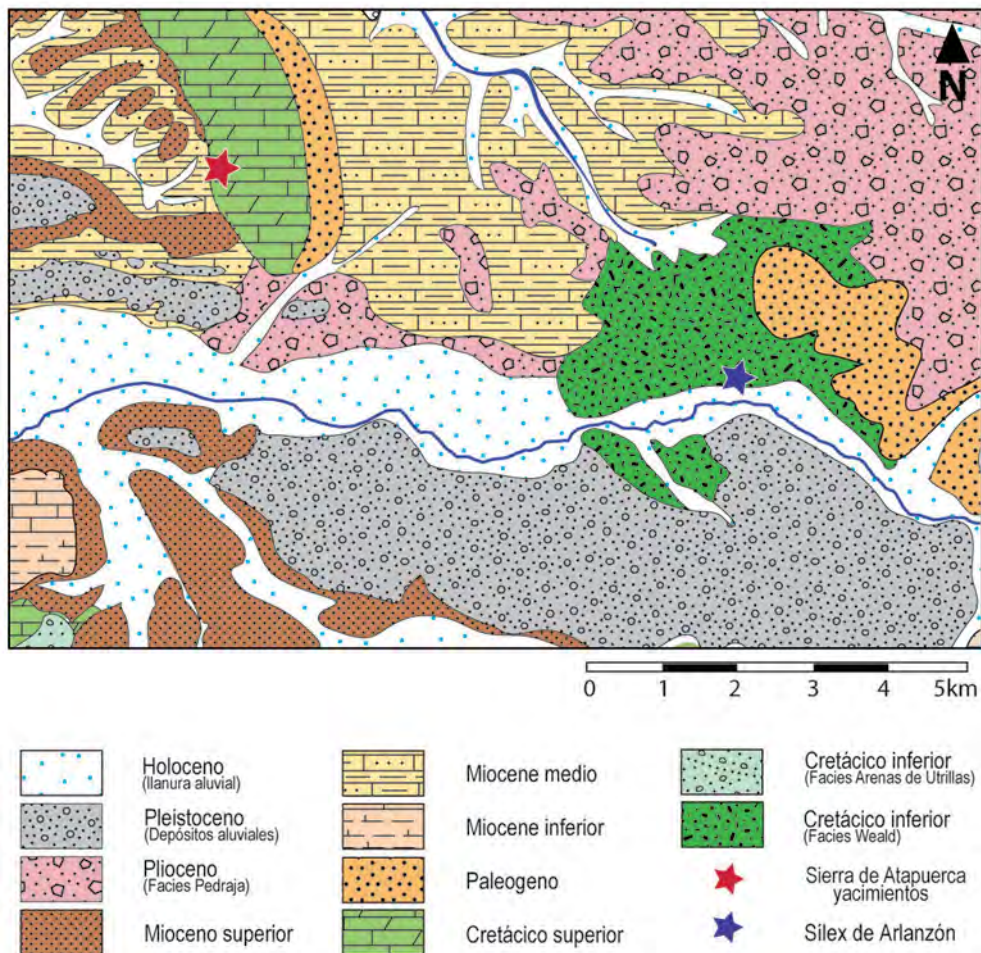 N
0 1 2 3 4 5km
Holoceno
(llanura aluvial)
Pleistoceno
(Depósitos aluviales)
Plioceno
(Facies Pedraja)
Mioceno superior
Miocene medio
Miocene inferior
Paleogeno
Cretácico superior
Cretácico inferior
(Facies Arenas de Utrillas)
Cretácico inferior
(Facies Weald)
Sierra de Atapuerca
yacimientos
Sílex de Arlanzón